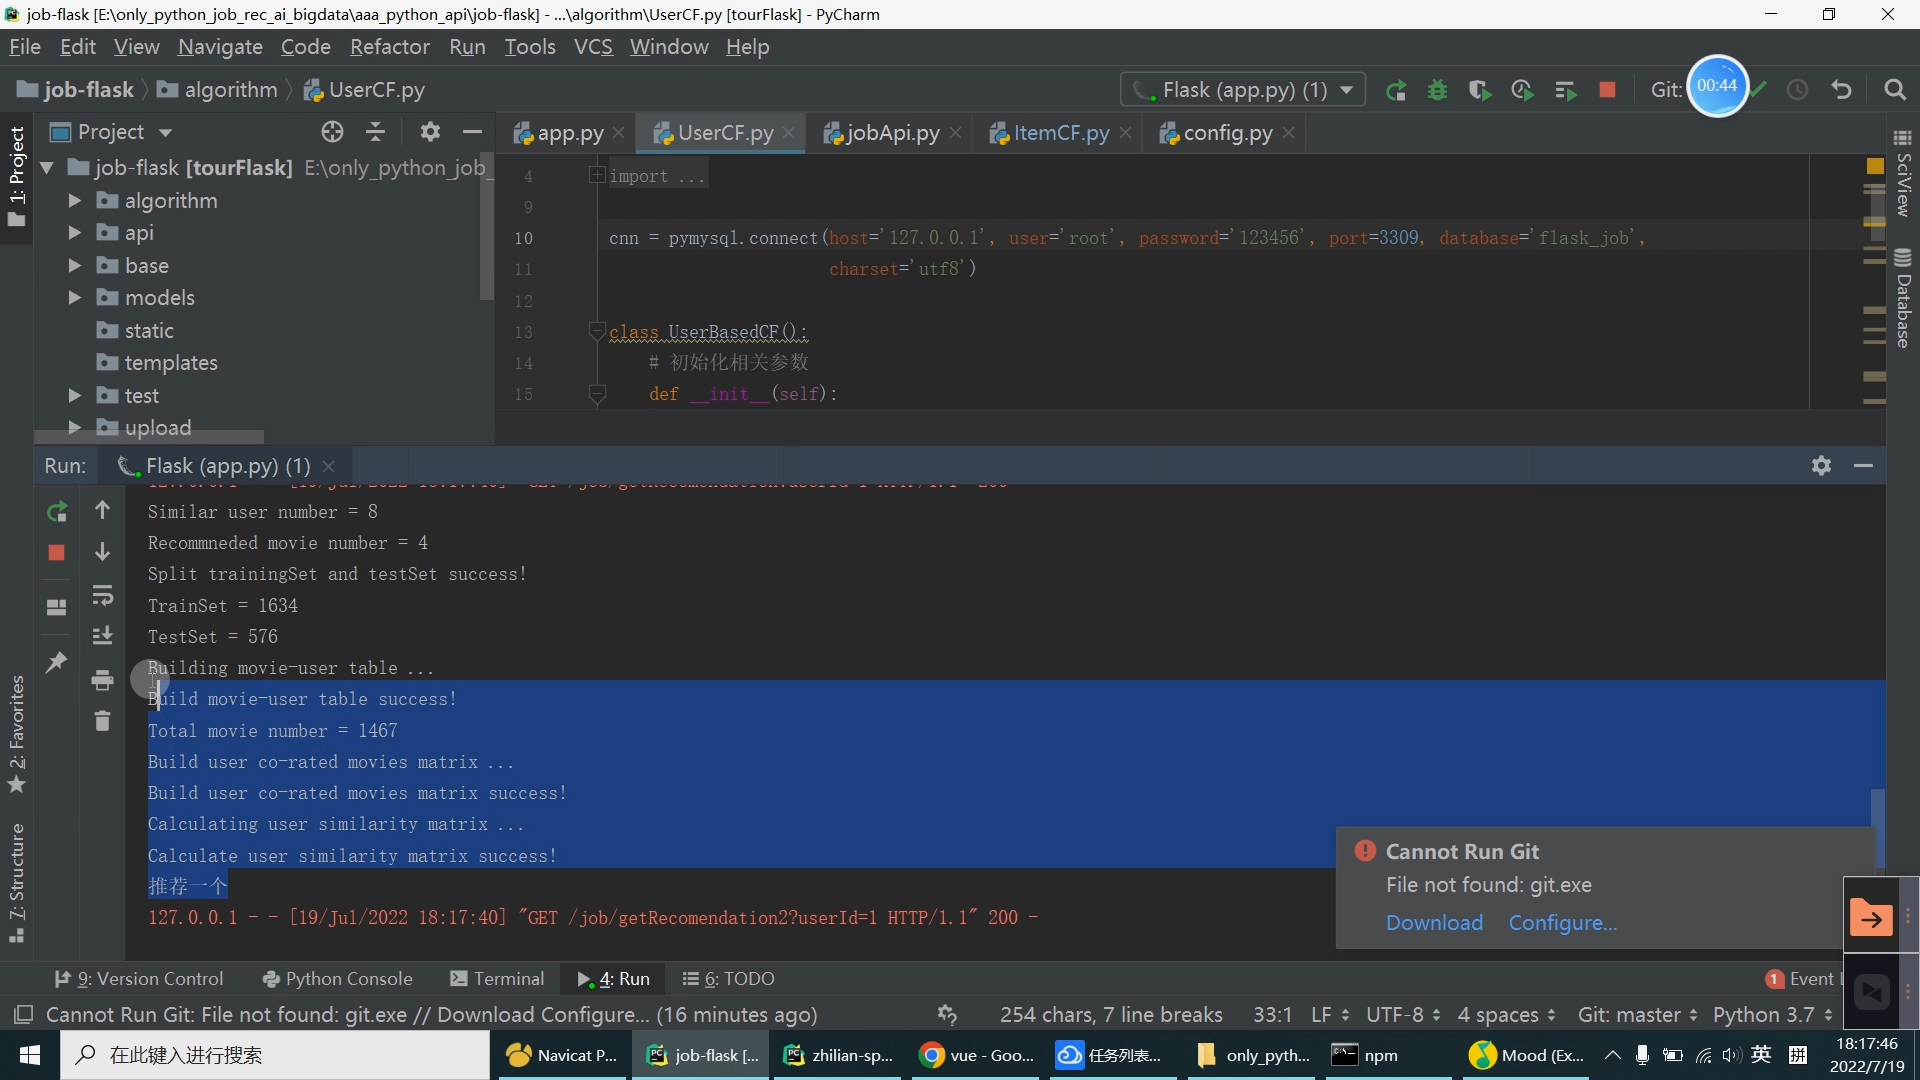 job-flask [E:\only_python_job_rec_ai_bigdata\aaa_python_api\job-flask] - ...\algorithm\UserCF.py [tourFlask] - PyCharm
File Edit View Navigate Code Refactor Run Tools VCS Window Help
job-flask algorithm UserCF.py
Flask (app.py) (1)
Git:
00:44
1: Project
Project
app.py
UserCF.py
jobApi.py
ItemCF.py
config.py
job-flask [tourFlask] E:\only_python_job_
algorithm
api
base
models
static
templates
test
upload
4 import ...
9
10 cnn = pymysql.connect(host='127.0.0.1', user='root', password='123456', port=3309, database='flask_job',
11 charset='utf8')
12
13 class UserBasedCF():
14 # 初始化相关参数
15 def __init__(self):
SciView
Database
Run: Flask (app.py) (1)
Similar user number = 8
Recommneded movie number = 4
Split trainingSet and testSet success!
TrainSet = 1634
TestSet = 576
Building movie-user table ...
Build movie-user table success!
Total movie number = 1467
Build user co-rated movies matrix ...
Build user co-rated movies matrix success!
Calculating user similarity matrix ...
Calculate user similarity matrix success!
推荐一个
127.0.0.1 - - [19/Jul/2022 18:17:40] "GET /job/getRecomendation2?userId=1 HTTP/1.1" 200 -
2: Favorites
7: Structure
Cannot Run Git
File not found: git.exe
Download Configure...
9: Version Control Python Console Terminal 4: Run 6: TODO
1 Event
Cannot Run Git: File not found: git.exe // Download Configure... (16 minutes ago)
254 chars, 7 line breaks 33:1 LF UTF-8 4 spaces Git: master Python 3.7
在此键入进行搜索
Navicat P...
job-flask [...
zhilian-sp...
vue - Goo...
任务列表...
only_pyth...
npm
Mood (Ex...
英
拼
18:17:46
2022/7/19